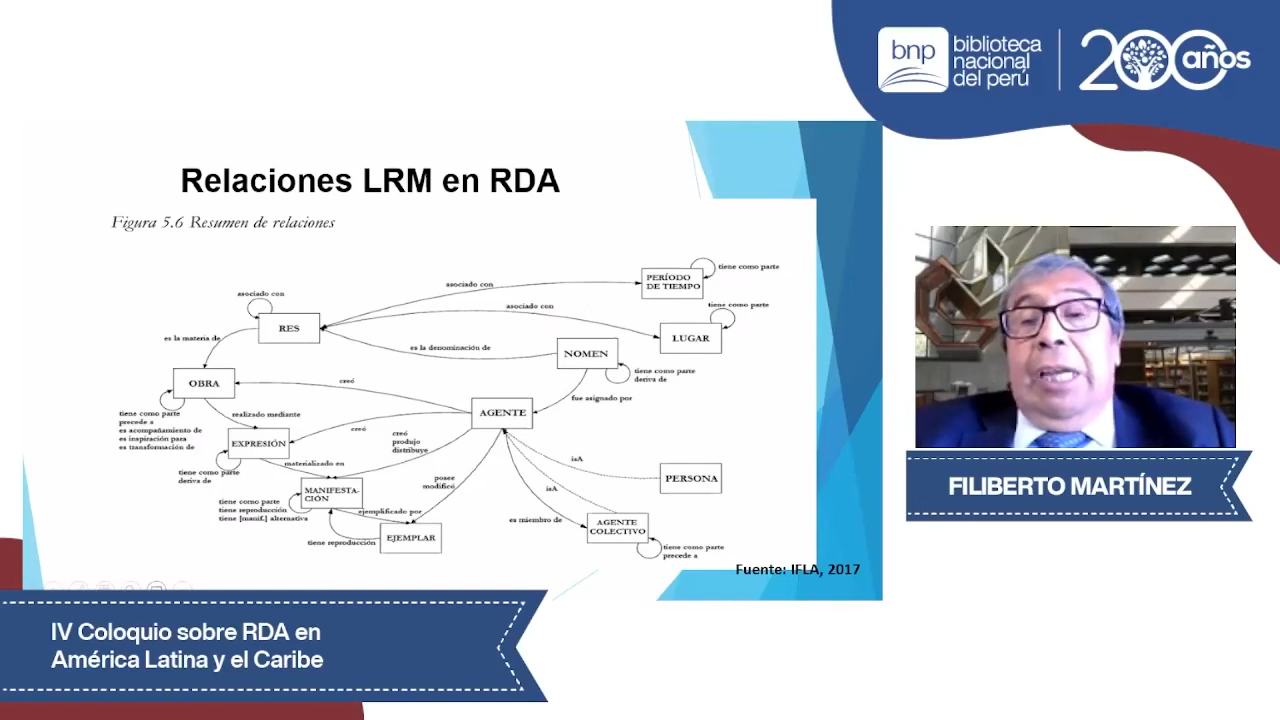 bnp
biblioteca
nacional
del perú
200 años
Relaciones LRM en RDA
Figura 5.6 Resumen de relaciones
asociado con
RES
asociado con
PERÍODO
DE TIEMPO
tiene como parte
asociado con
LUGAR
tiene como parte
es la denominación de
NOMEN
tiene como parte
deriva de
es la materia de
OBRA
creó
fue asignado por
tiene como parte
precede a
es acompañamiento de
es inspiración para
es transformación de
realizado mediante
AGENTE
EXPRESIÓN
creó
creó
produjo
distribuye
tiene como parte
deriva de
materializado en
isA
PERSONA
isA
posee
modificó
MANIFESTA-
CIÓN
tiene como parte
tiene reproducción
tiene [manif.] alternativa
ejemplificado por
es miembro de
AGENTE
COLECTIVO
tiene reproducción
EJEMPLAR
tiene como parte
precede a
Fuente: IFLA, 2017
FILIBERTO MARTÍNEZ
IV Coloquio sobre RDA en
América Latina y el Caribe